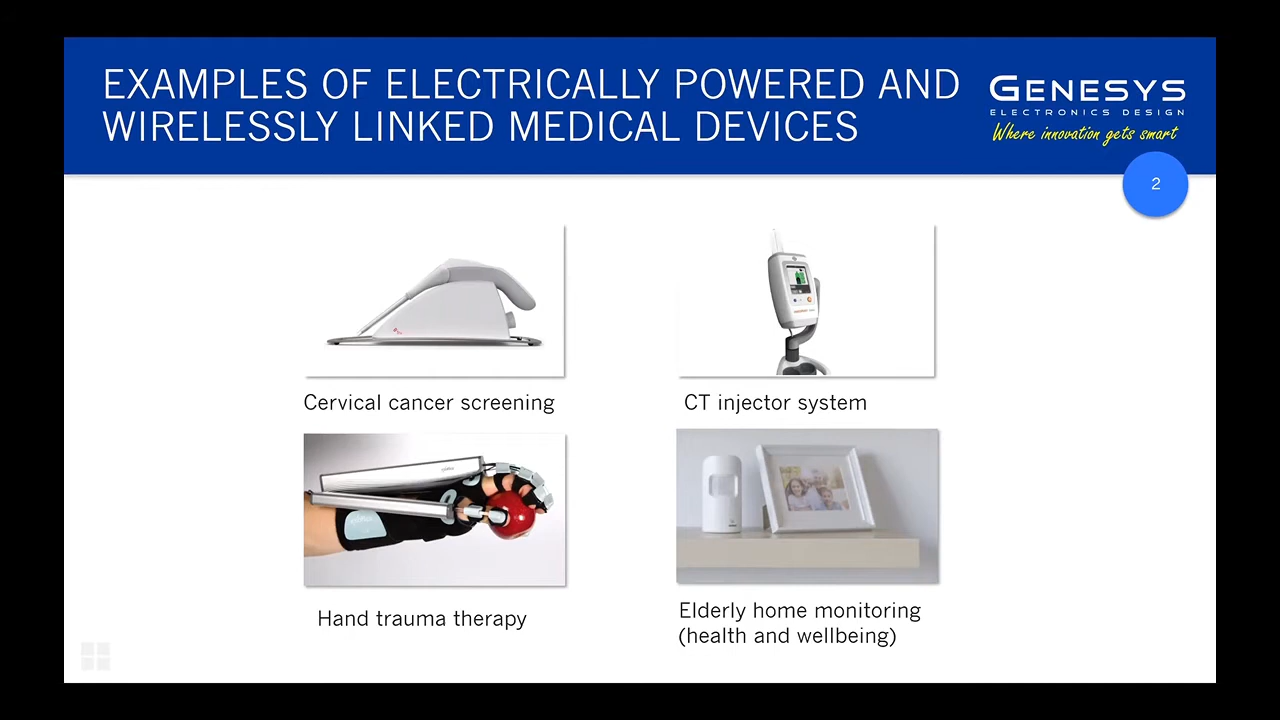 EXAMPLES OF ELECTRICALLY POWERED AND
WIRELESSLY LINKED MEDICAL DEVICES
GENESYS
ELECTRONICS DESIGN
Where innovation gets smart
2
Cervical cancer screening
CT injector system
Hand trauma therapy
Elderly home monitoring
(health and wellbeing)